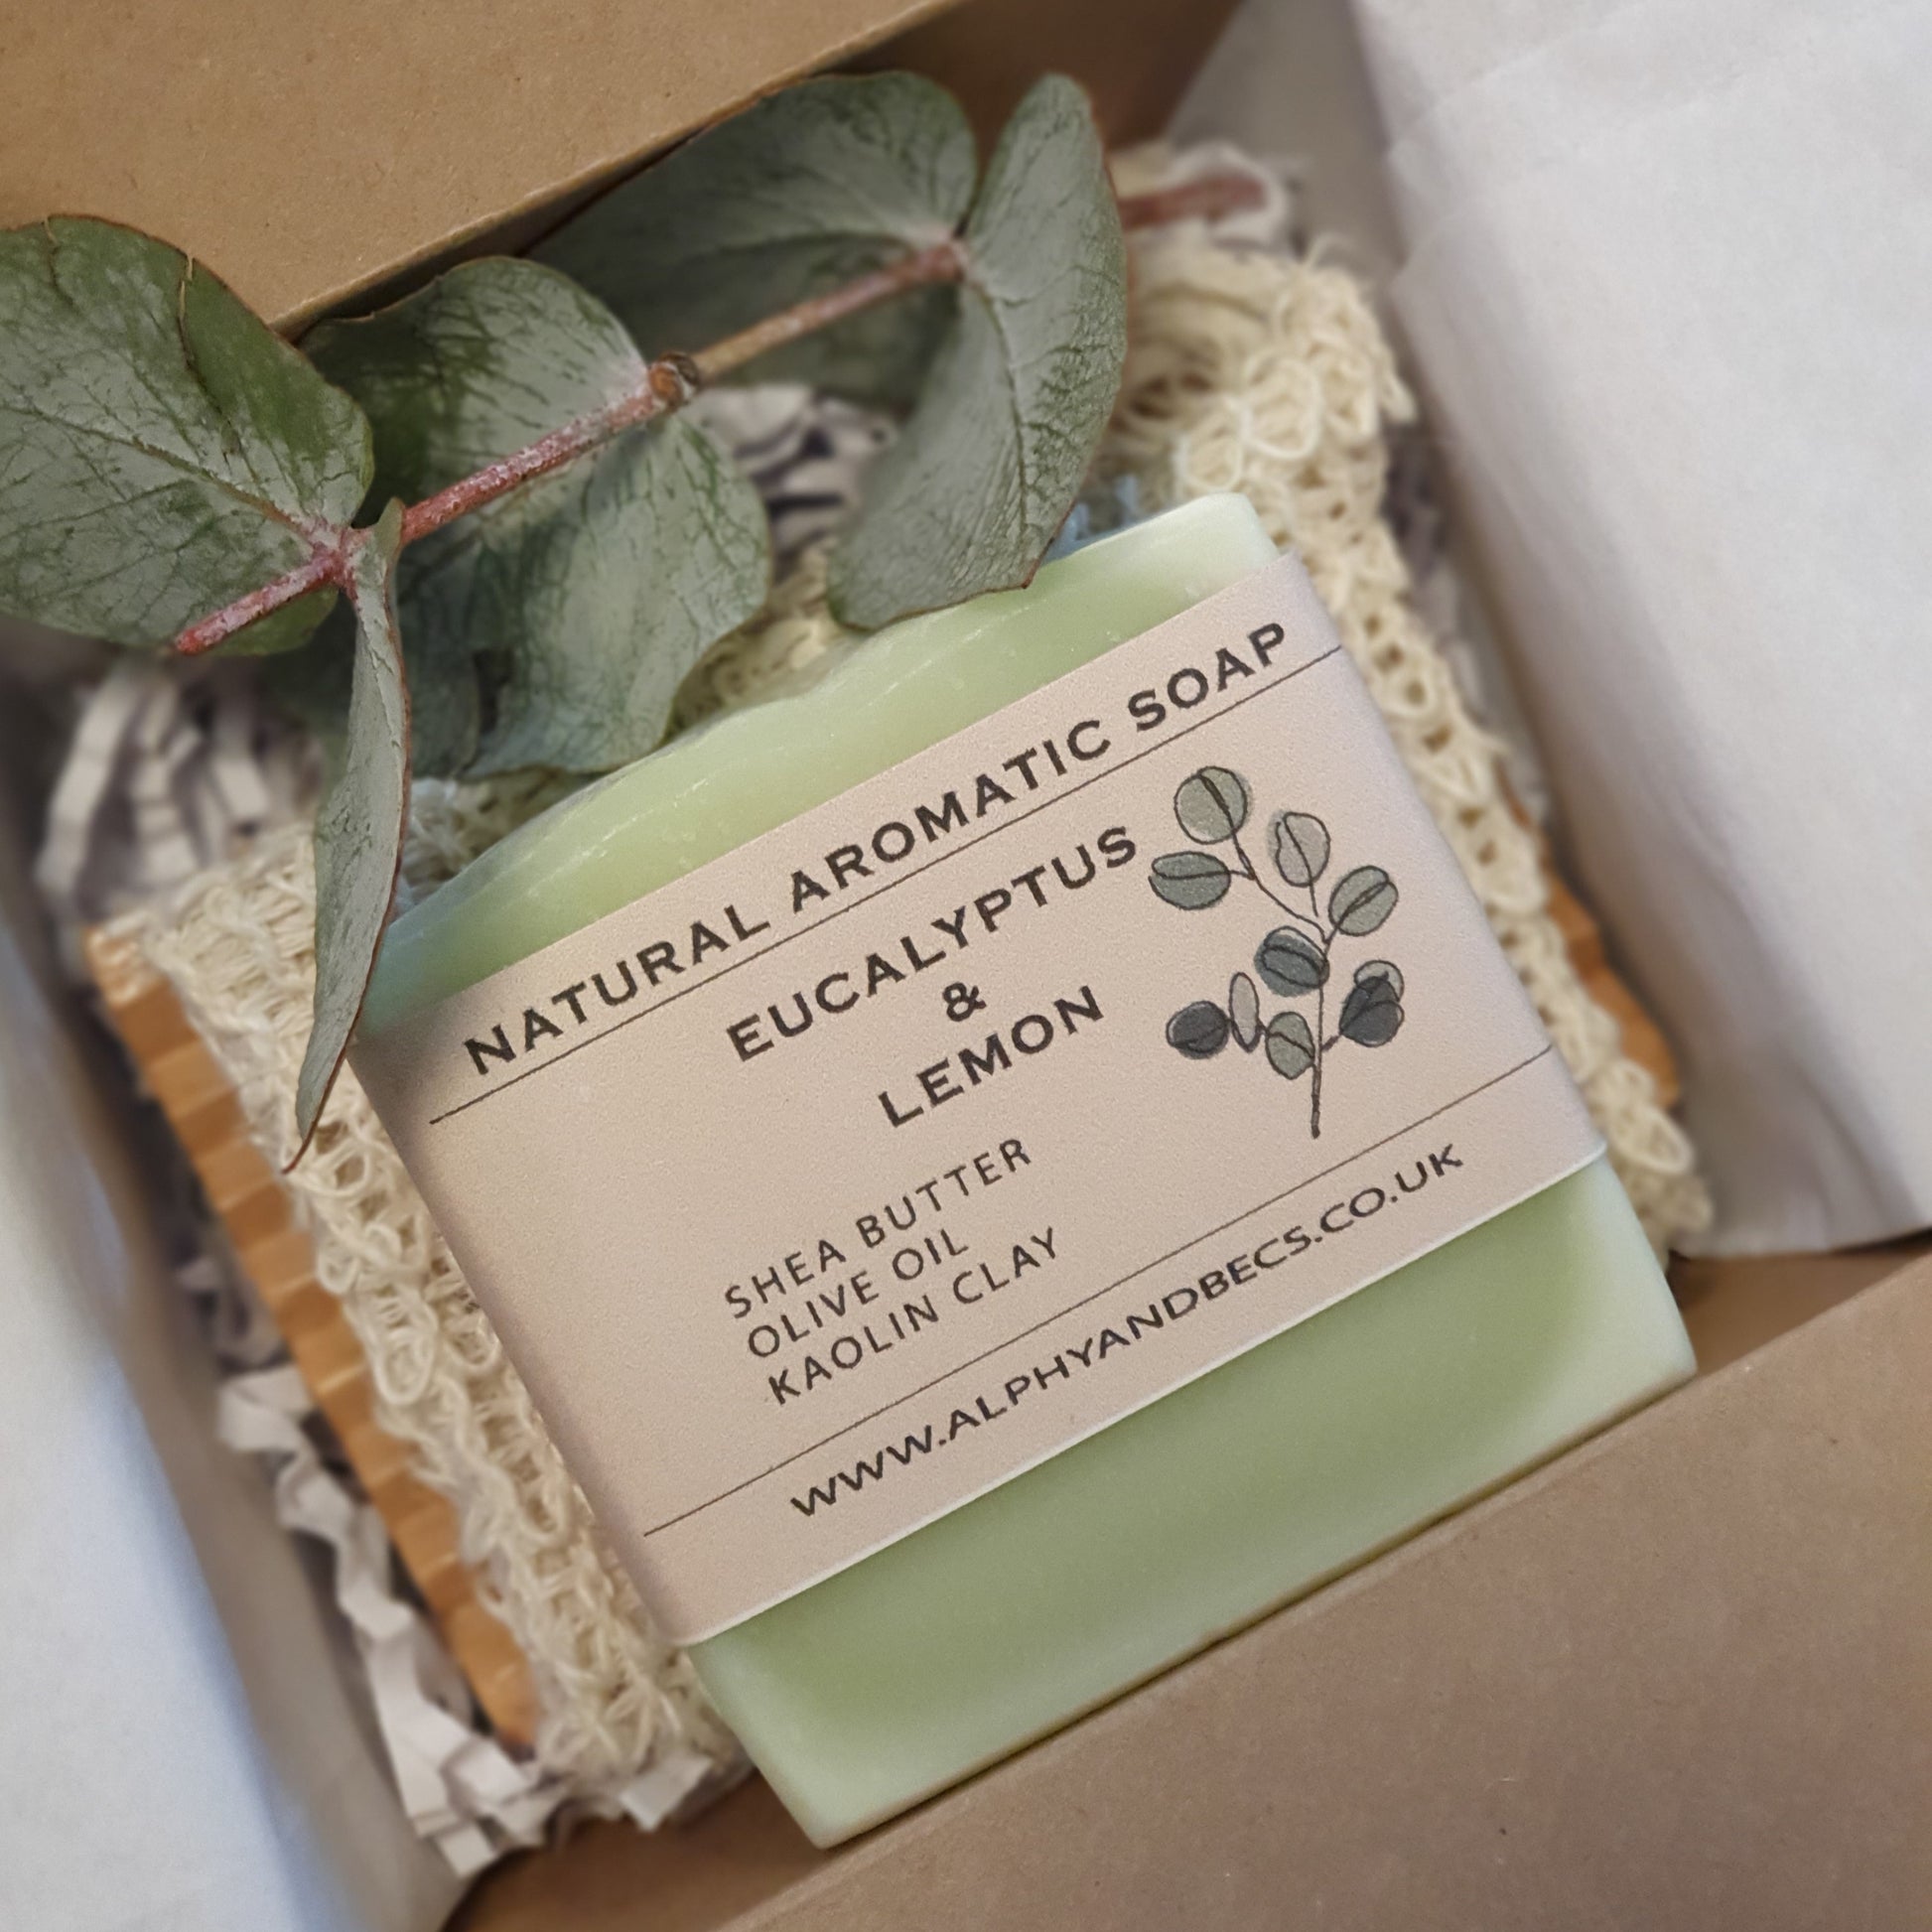 NATURAL AROMATIC SOAP
EUCALYPTUS
&
LEMON
SHEA BUTTER
OLIVE OIL
KAOLIN CLAY
WWW.ALPHYANDBECS.CO.UK